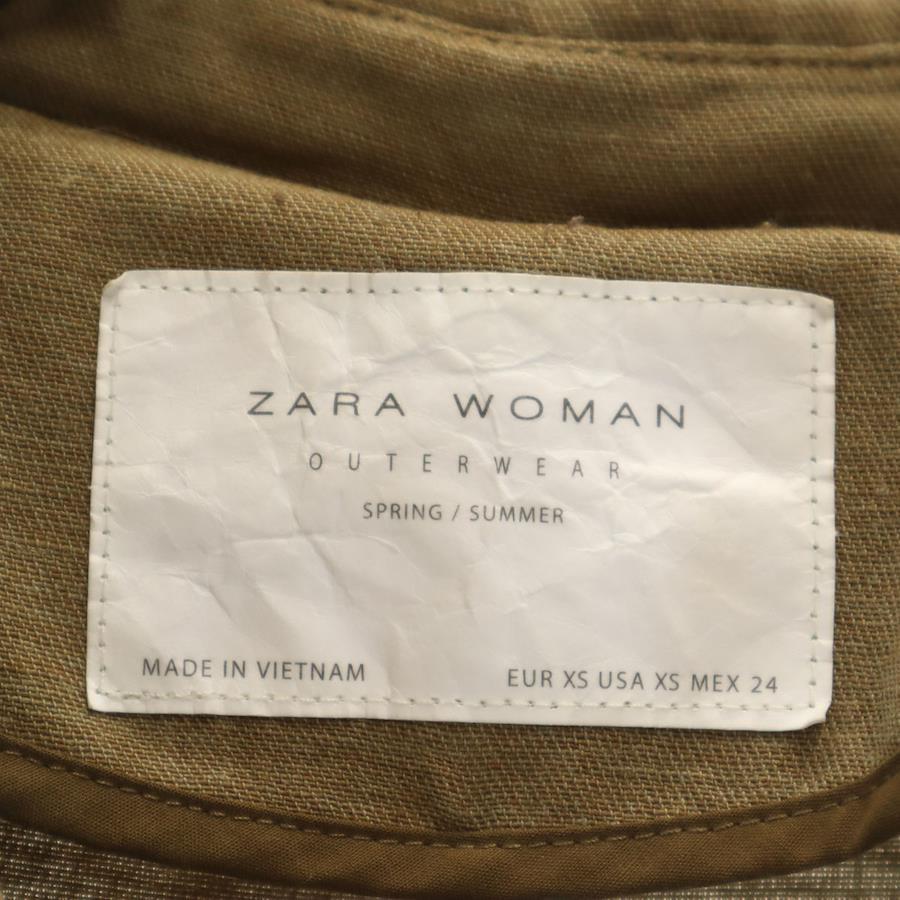 ZARA WOMAN
OUTERWEAR
SPRING / SUMMER
MADE IN VIETNAM
EUR XS USA XS MEX 24